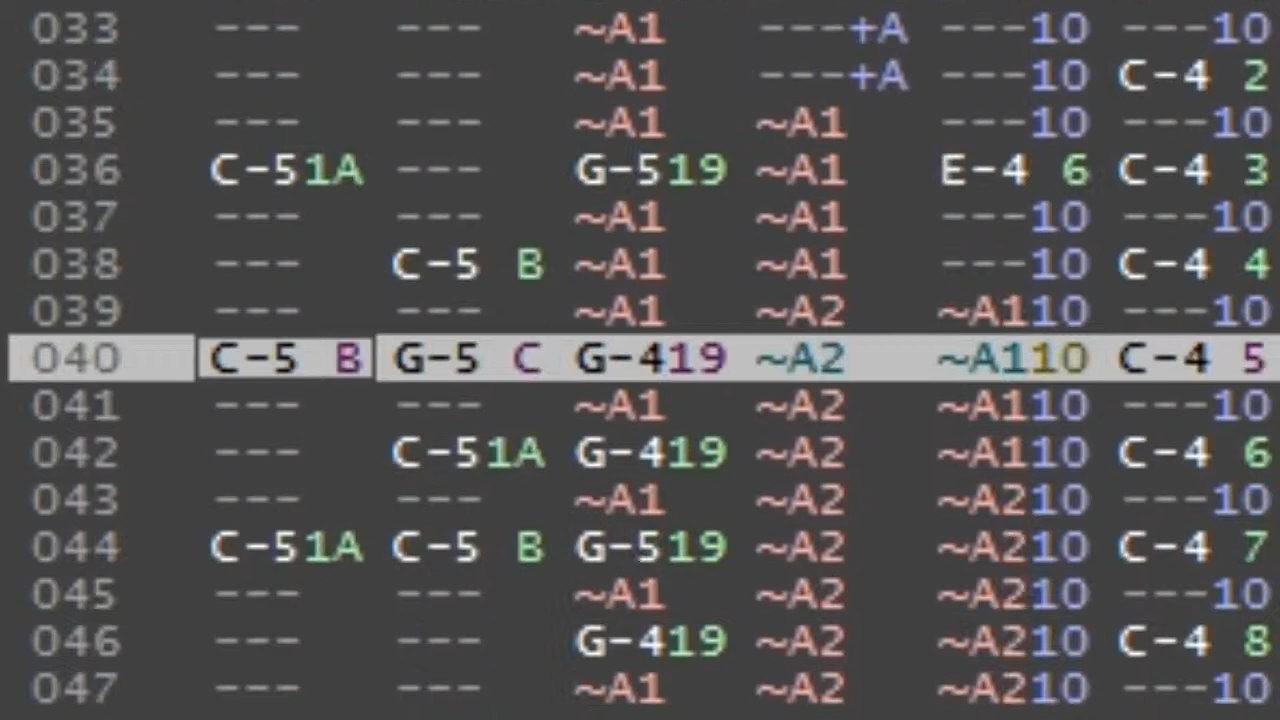 033 --- --- ~A1 ---+A ---10 ---10
034 --- --- ~A1 ---+A ---10 C-4 2
035 --- --- ~A1 ~A1 ---10 ---10
036 C-51A --- G-519 ~A1 E-4 6 C-4 3
037 --- --- ~A1 ~A1 ---10 ---10
038 --- C-5 B ~A1 ~A1 ---10 C-4 4
039 --- --- ~A1 ~A2 ~A110 ---10
040 C-5 B G-5 C G-419 ~A2 ~A110 C-4 5
041 --- --- ~A1 ~A2 ~A110 ---10
042 --- C-51A G-419 ~A2 ~A110 C-4 6
043 --- --- ~A1 ~A2 ~A210 ---10
044 C-51A C-5 B G-519 ~A2 ~A210 C-4 7
045 --- --- ~A1 ~A2 ~A210 ---10
046 --- --- G-419 ~A2 ~A210 C-4 8
047 --- --- ~A1 ~A2 ~A210 ---10